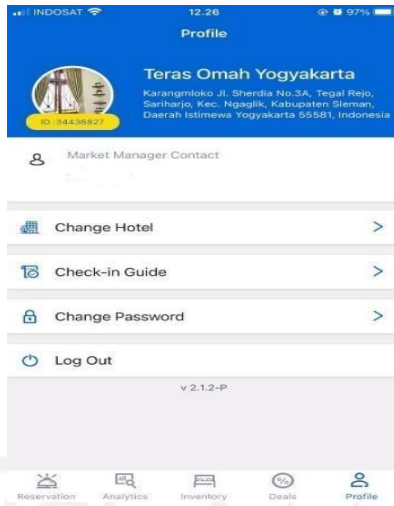 INDOSAT 12.26 97%
Profile
Teras Omah Yogyakarta
Karangmloko Jl. Sherdia No.3A, Tegal Rejo,
Sariharjo, Kec. Ngaglik, Kabupaten Sleman,
Daerah Istimewa Yogyakarta 55581, Indonesia
ID :34436827
Market Manager Contact
Change Hotel
Check-in Guide
Change Password
Log Out
v 2.1.2-P
Reservation Analytics Inventory Deals Profile